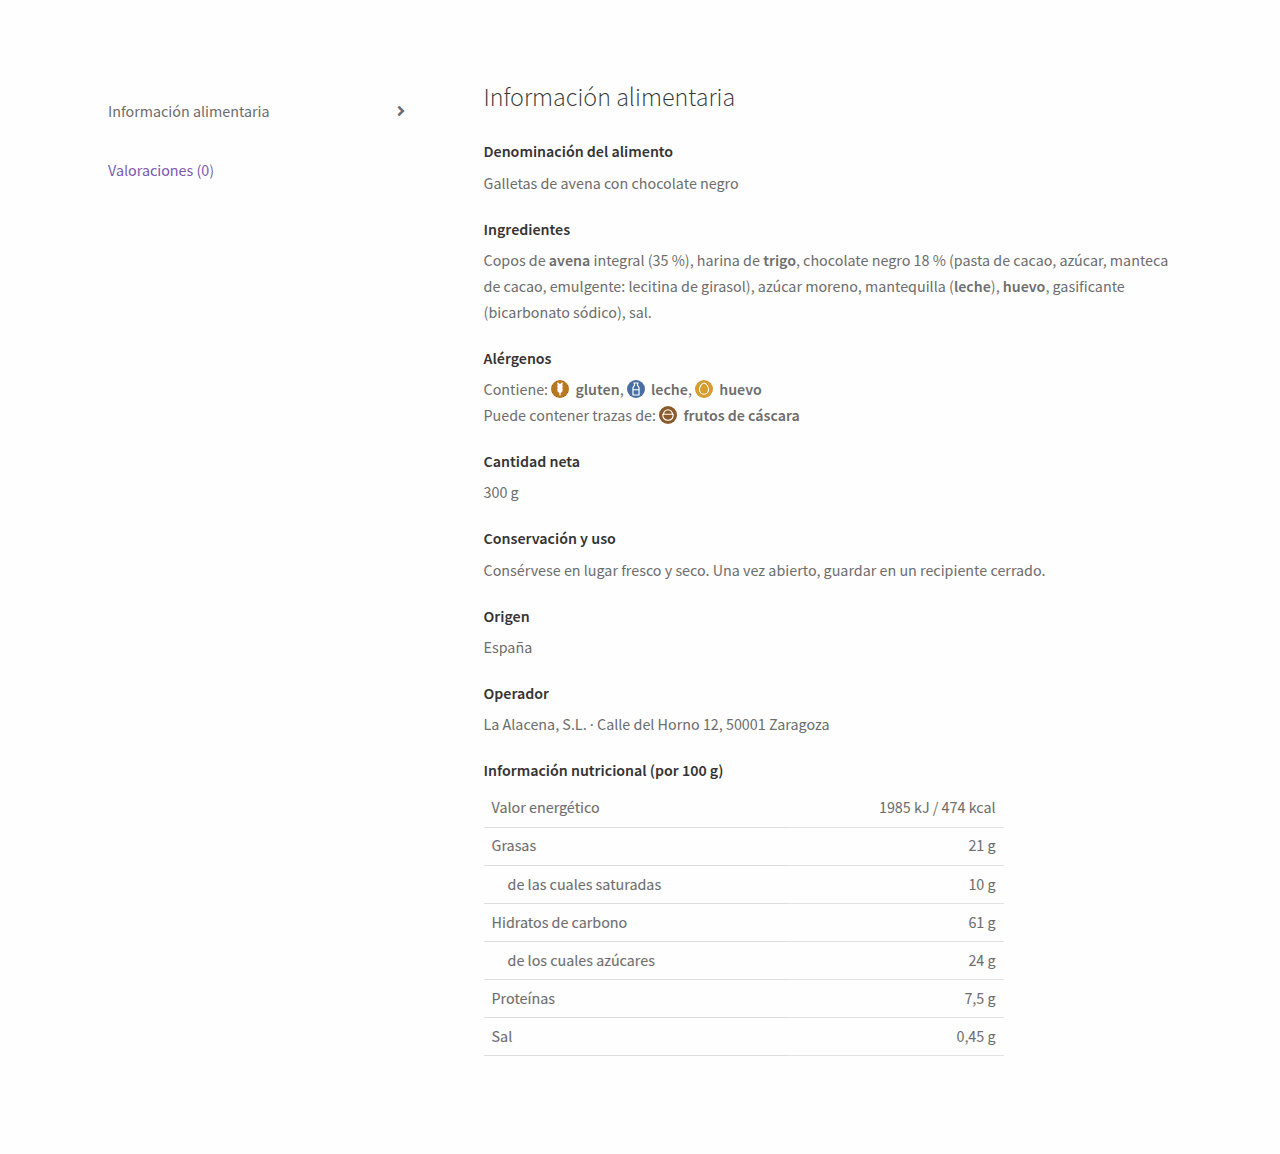 Información alimentaria
Valoraciones (0)
Información alimentaria
Denominación del alimento
Galletas de avena con chocolate negro
Ingredientes
Copos de avena integral (35 %), harina de trigo, chocolate negro 18 % (pasta de cacao, azúcar, manteca
de cacao, emulgente: lecitina de girasol), azúcar moreno, mantequilla (leche), huevo, gasificante
(bicarbonato sódico), sal.
Alérgenos
Contiene: gluten, leche, huevo
Puede contener trazas de: frutos de cáscara
Cantidad neta
300 g
Conservación y uso
Consérvese en lugar fresco y seco. Una vez abierto, guardar en un recipiente cerrado.
Origen
España
Operador
La Alacena, S.L. · Calle del Horno 12, 50001 Zaragoza
Información nutricional (por 100 g)
Valor energético 1985 kJ / 474 kcal
Grasas 21 g
de las cuales saturadas 10 g
Hidratos de carbono 61 g
de los cuales azúcares 24 g
Proteínas 7,5 g
Sal 0,45 g